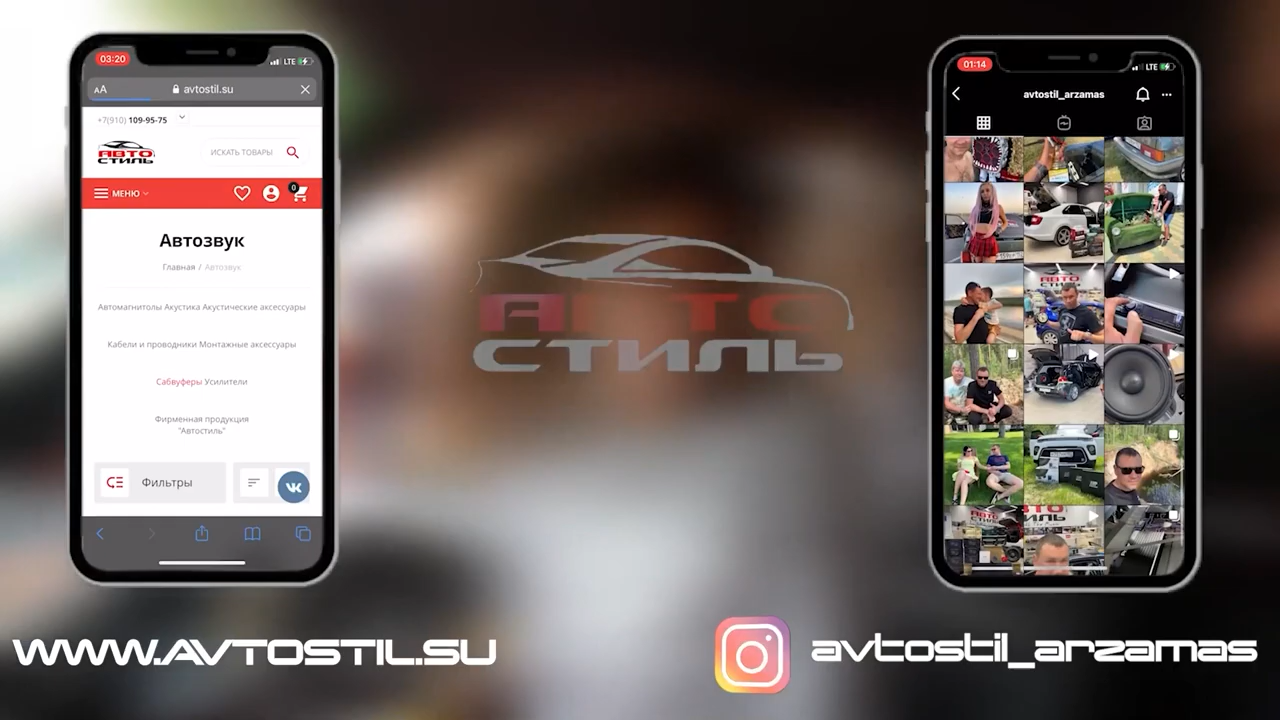 03:20
LTE
AA
avtostil.su
+7(910) 109-95-75
АВТО
СТИЛЬ
ИСКАТЬ ТОВАРЫ
МЕНЮ
0
Автозвук
Главная / Автозвук
Автомагнитолы Акустика Акустические аксессуары
Кабели и проводники Монтажные аксессуары
Сабвуферы Усилители
Фирменная продукция
"Автостиль"
Фильтры
WWW.AVTOSTIL.SU
АВТО
СТИЛЬ
01:14
LTE
avtostil_arzamas
АВТО
СТИЛЬ
avtostil_arzamas